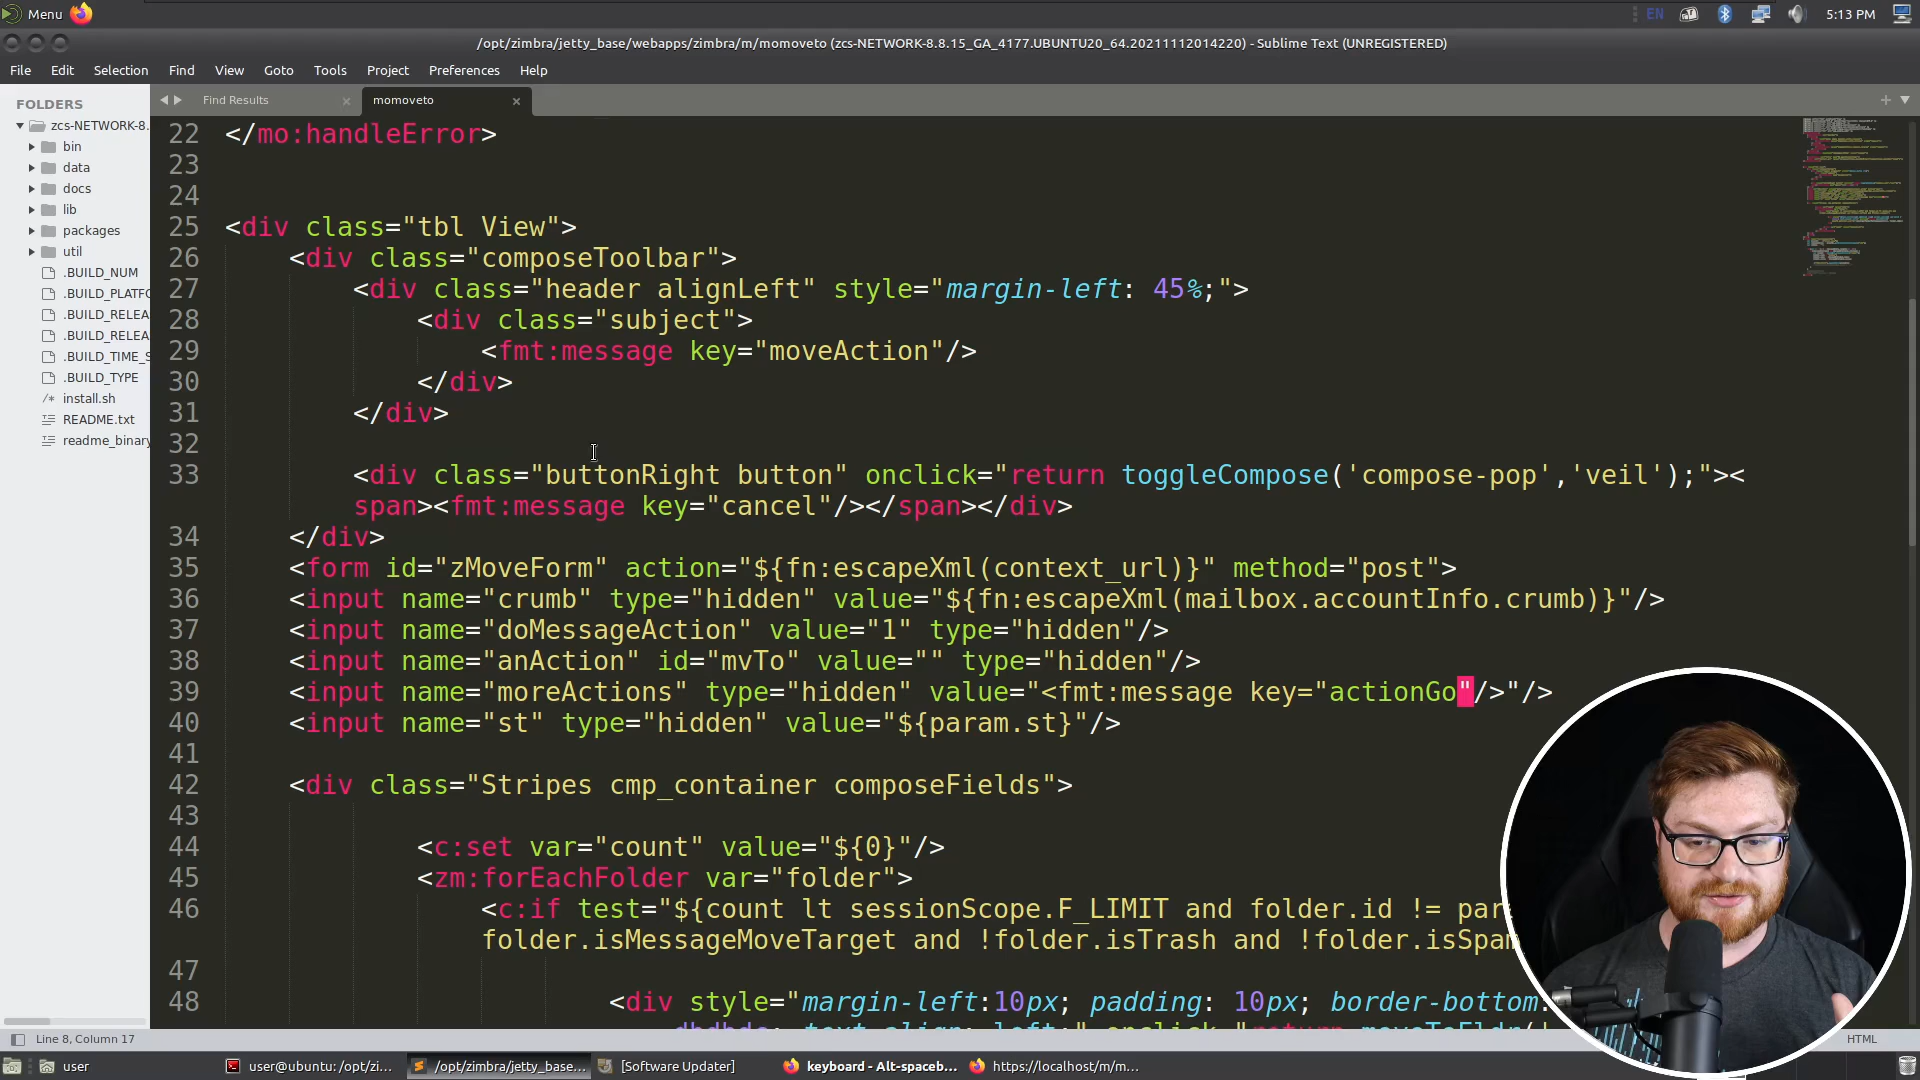 Menu
EN
5:13 PM
/opt/zimbra/jetty_base/webapps/zimbra/m/momoveto (zcs-NETWORK-8.8.15_GA_4177.UBUNTU20_64.20211112014220) - Sublime Text (UNREGISTERED)
File Edit Selection Find View Goto Tools Project Preferences Help
FOLDERS
zcs-NETWORK-8.
bin
data
docs
lib
packages
util
.BUILD_NUM
.BUILD_PLATFO
.BUILD_RELEA
.BUILD_RELEA
.BUILD_TIME_S
.BUILD_TYPE
install.sh
README.txt
readme_binary
Find Results
momoveto
22 </mo:handleError>
23
24
25 <div class="tbl View">
26 <div class="composeToolbar">
27 <div class="header alignLeft" style="margin-left: 45%;">
28 <div class="subject">
29 <fmt:message key="moveAction"/>
30 </div>
31 </div>
32
33 <div class="buttonRight button" onclick="return toggleCompose('compose-pop','veil');"><
span><fmt:message key="cancel"/></span></div>
34 </div>
35 <form id="zMoveForm" action="${fn:escapeXml(context_url)}" method="post">
36 <input name="crumb" type="hidden" value="${fn:escapeXml(mailbox.accountInfo.crumb)}"/>
37 <input name="doMessageAction" value="1" type="hidden"/>
38 <input name="anAction" id="mvTo" value="" type="hidden"/>
39 <input name="moreActions" type="hidden" value="<fmt:message key="actionGo"/>"/>
40 <input name="st" type="hidden" value="${param.st}"/>
41
42 <div class="Stripes cmp_container composeFields">
43
44 <c:set var="count" value="${0}"/>
45 <zm:forEachFolder var="folder">
46 <c:if test="${count lt sessionScope.F_LIMIT and folder.id != par
folder.isMessageMoveTarget and !folder.isTrash and !folder.isSpam
47
48 <div style="margin-left:10px; padding: 10px; border-bottom:
Line 8, Column 17
HTML
user
user@ubuntu: /opt/zi...
/opt/zimbra/jetty_base...
[Software Updater]
keyboard - Alt-spaceb...
https://localhost/m/m...